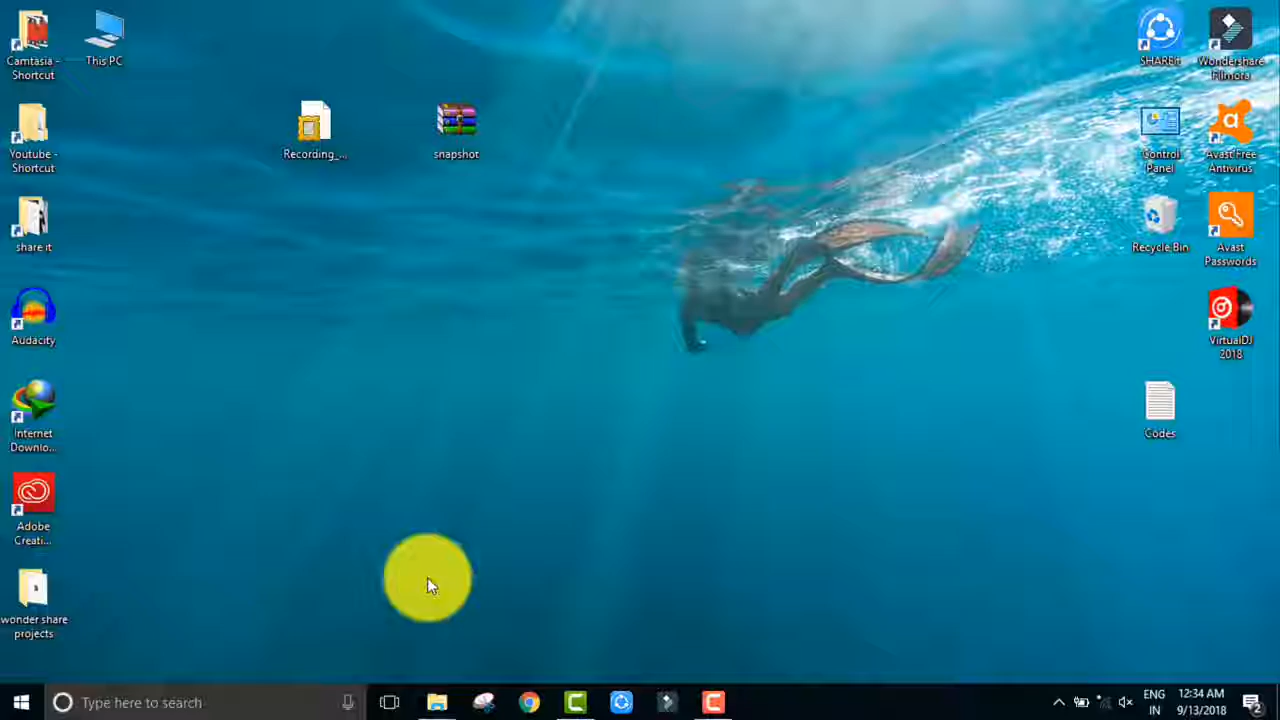 Camtasia -
Shortcut
This PC
SHAREit
Wondershare
Filmora
Youtube -
Shortcut
Recording_...
snapshot
Control
Panel
Avast Free
Antivirus
share it
Recycle Bin
Avast
Passwords
Audacity
VirtualDJ
2018
Internet
Downlo...
Codes
Adobe
Creati...
wonder share
projects
Type here to search
ENG
IN
12:34 AM
9/13/2018
2